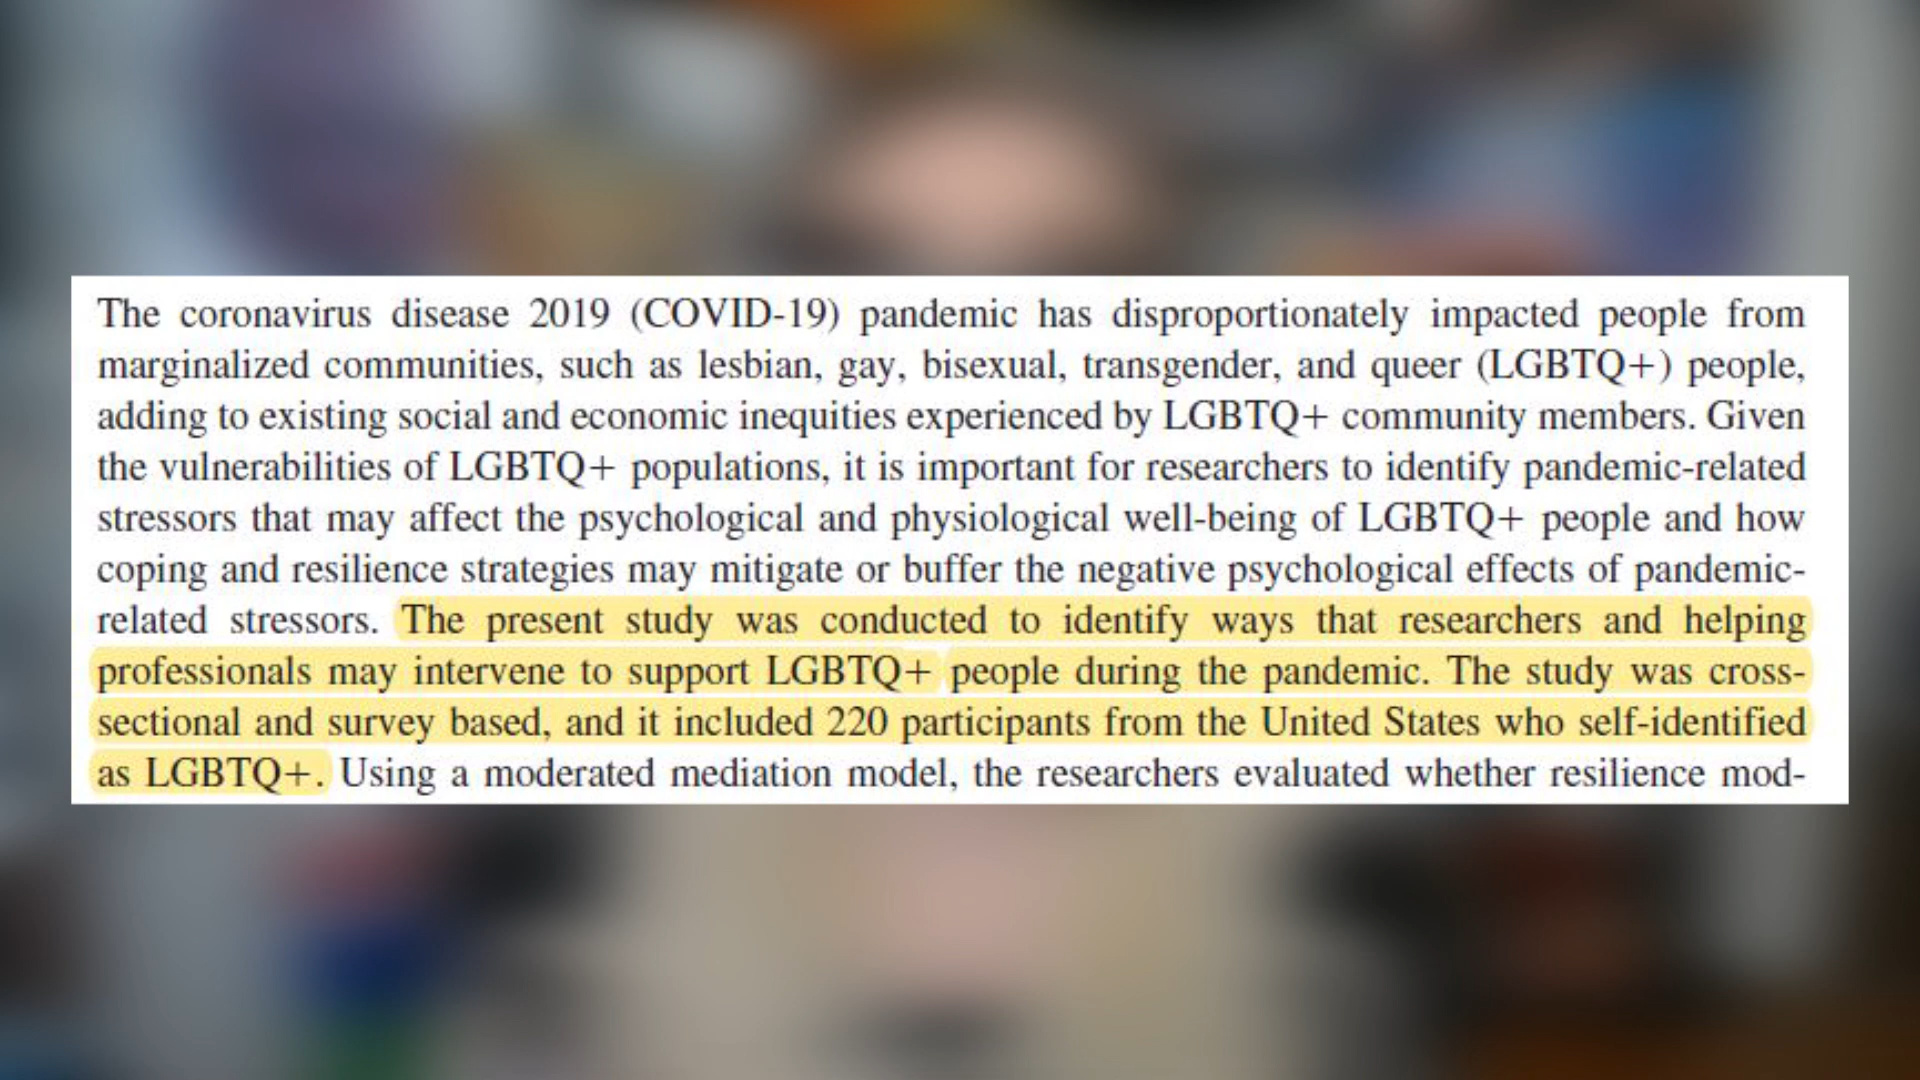 The coronavirus disease 2019 (COVID-19) pandemic has disproportionately impacted people from
marginalized communities, such as lesbian, gay, bisexual, transgender, and queer (LGBTQ+) people,
adding to existing social and economic inequities experienced by LGBTQ+ community members. Given
the vulnerabilities of LGBTQ+ populations, it is important for researchers to identify pandemic-related
stressors that may affect the psychological and physiological well-being of LGBTQ+ people and how
coping and resilience strategies may mitigate or buffer the negative psychological effects of pandemic-
related stressors. The present study was conducted to identify ways that researchers and helping
professionals may intervene to support LGBTQ+ people during the pandemic. The study was cross-
sectional and survey based, and it included 220 participants from the United States who self-identified
as LGBTQ+. Using a moderated mediation model, the researchers evaluated whether resilience mod-